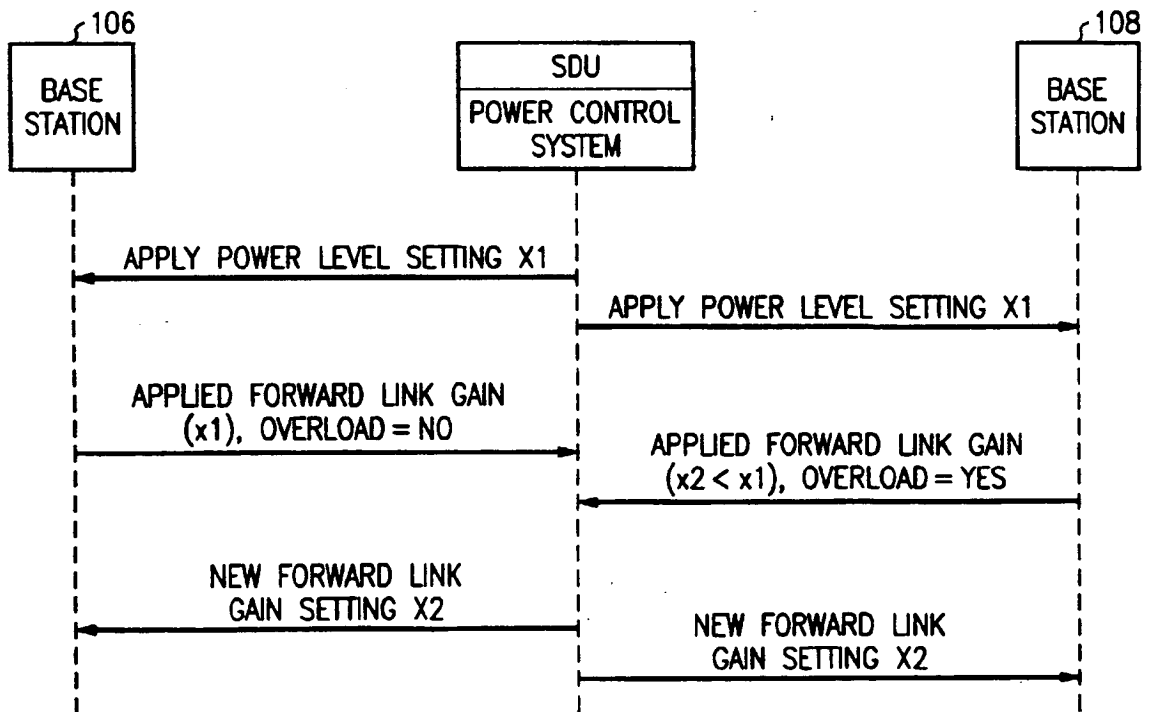 106
BASE
STATION
SDU
POWER CONTROL
SYSTEM
108
BASE
STATION
APPLY POWER LEVEL SETTING X1
APPLY POWER LEVEL SETTING X1
APPLIED FORWARD LINK GAIN
(x1), OVERLOAD = NO
APPLIED FORWARD LINK GAIN
(x2 < x1), OVERLOAD = YES
NEW FORWARD LINK
GAIN SETTING X2
NEW FORWARD LINK
GAIN SETTING X2